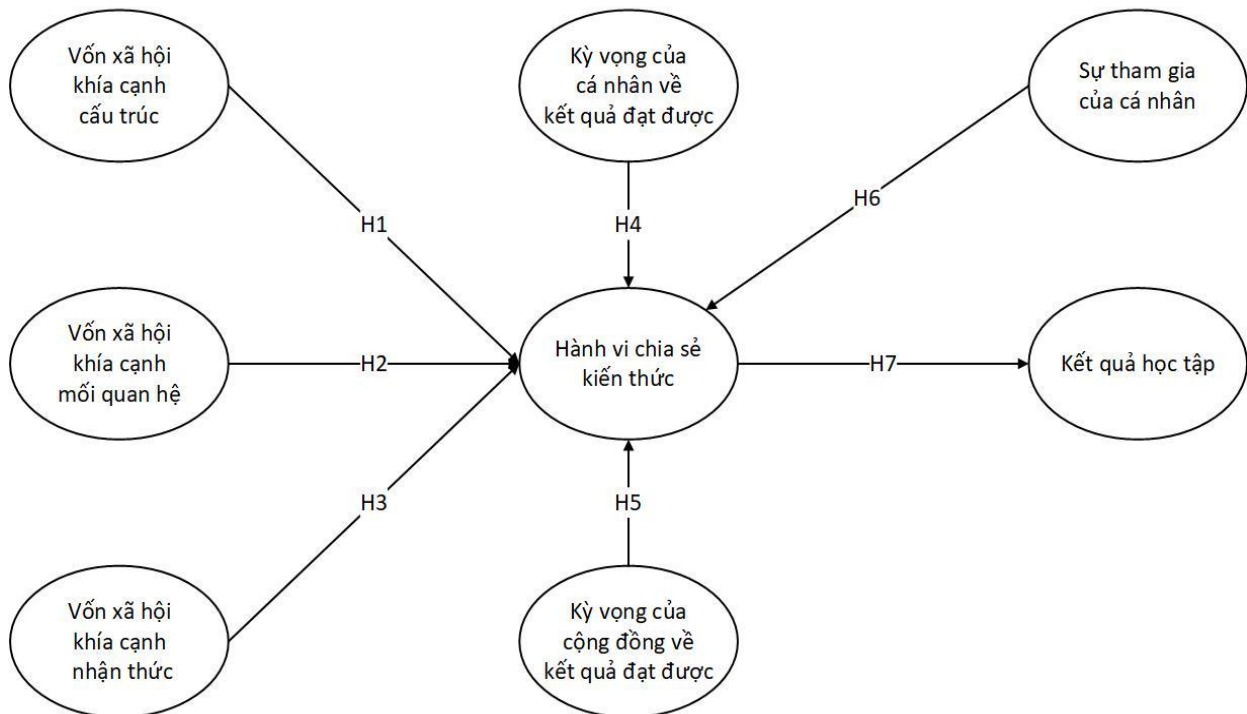 Vốn xã hội
khía cạnh
cấu trúc
Kỳ vọng của
cá nhân về
kết quả đạt được
Sự tham gia
của cá nhân
H1
H4
H6
Vốn xã hội
khía cạnh
mối quan hệ
H2
Hành vi chia sẻ
kiến thức
H7
Kết quả học tập
H3
H5
Vốn xã hội
khía cạnh
nhận thức
Kỳ vọng của
cộng đồng về
kết quả đạt được